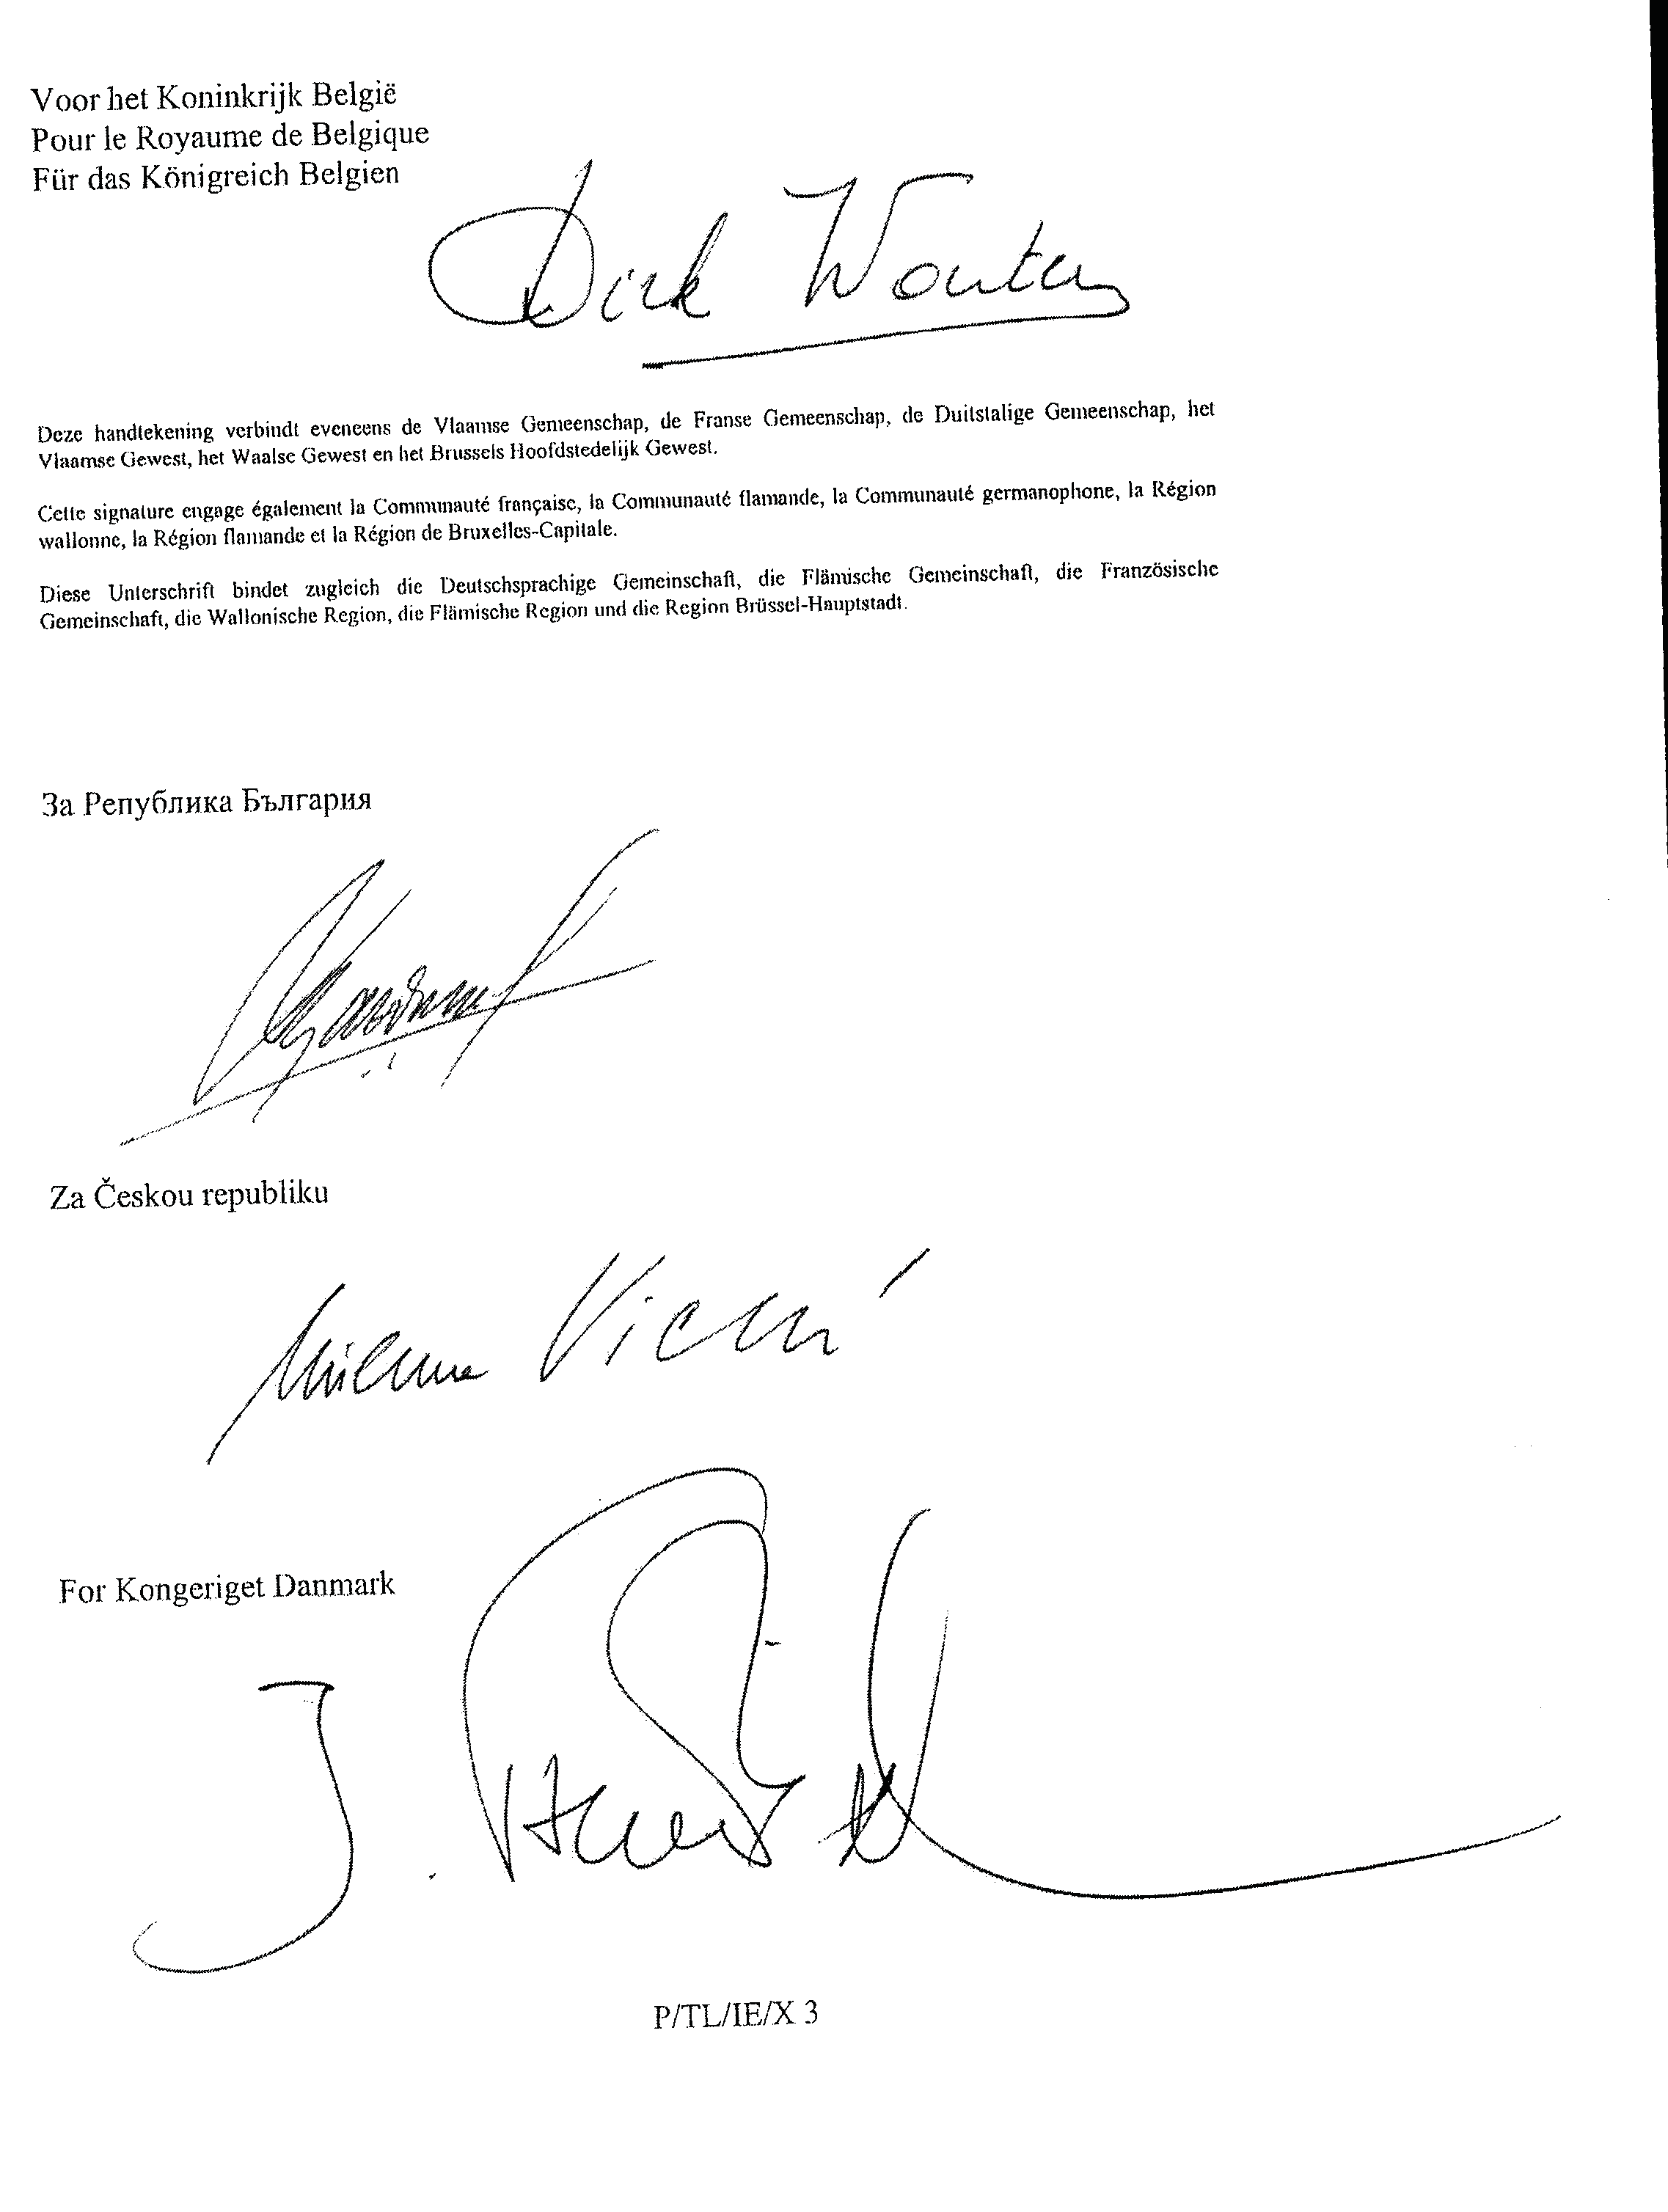 Voor het Koninkrijk België
Pour le Royaume de Belgique
Für das Königreich Belgien
Dirk Wouters
Deze handtekening verbindt eveneens de Vlaamse Gemeenschap, de Franse Gemeenschap, de Duitstalige Gemeenschap, het
Vlaamse Gewest, het Waalse Gewest en het Brussels Hoofdstedelijk Gewest.
Cette signature engage également la Communauté française, la Communauté flamande, la Communauté germanophone, la Région
wallonne, la Région flamande et la Région de Bruxelles-Capitale.
Diese Unterschrift bindet zugleich die Deutschsprachige Gemeinschaft, die Flämische Gemeinschaft, die Französische
Gemeinschaft, die Wallonische Region, die Flämische Region und die Region Brüssel-Hauptstadt.
За Република България
Za Českou republiku
Milena Vicenová
For Kongeriget Danmark
P/TL/IE/X 3